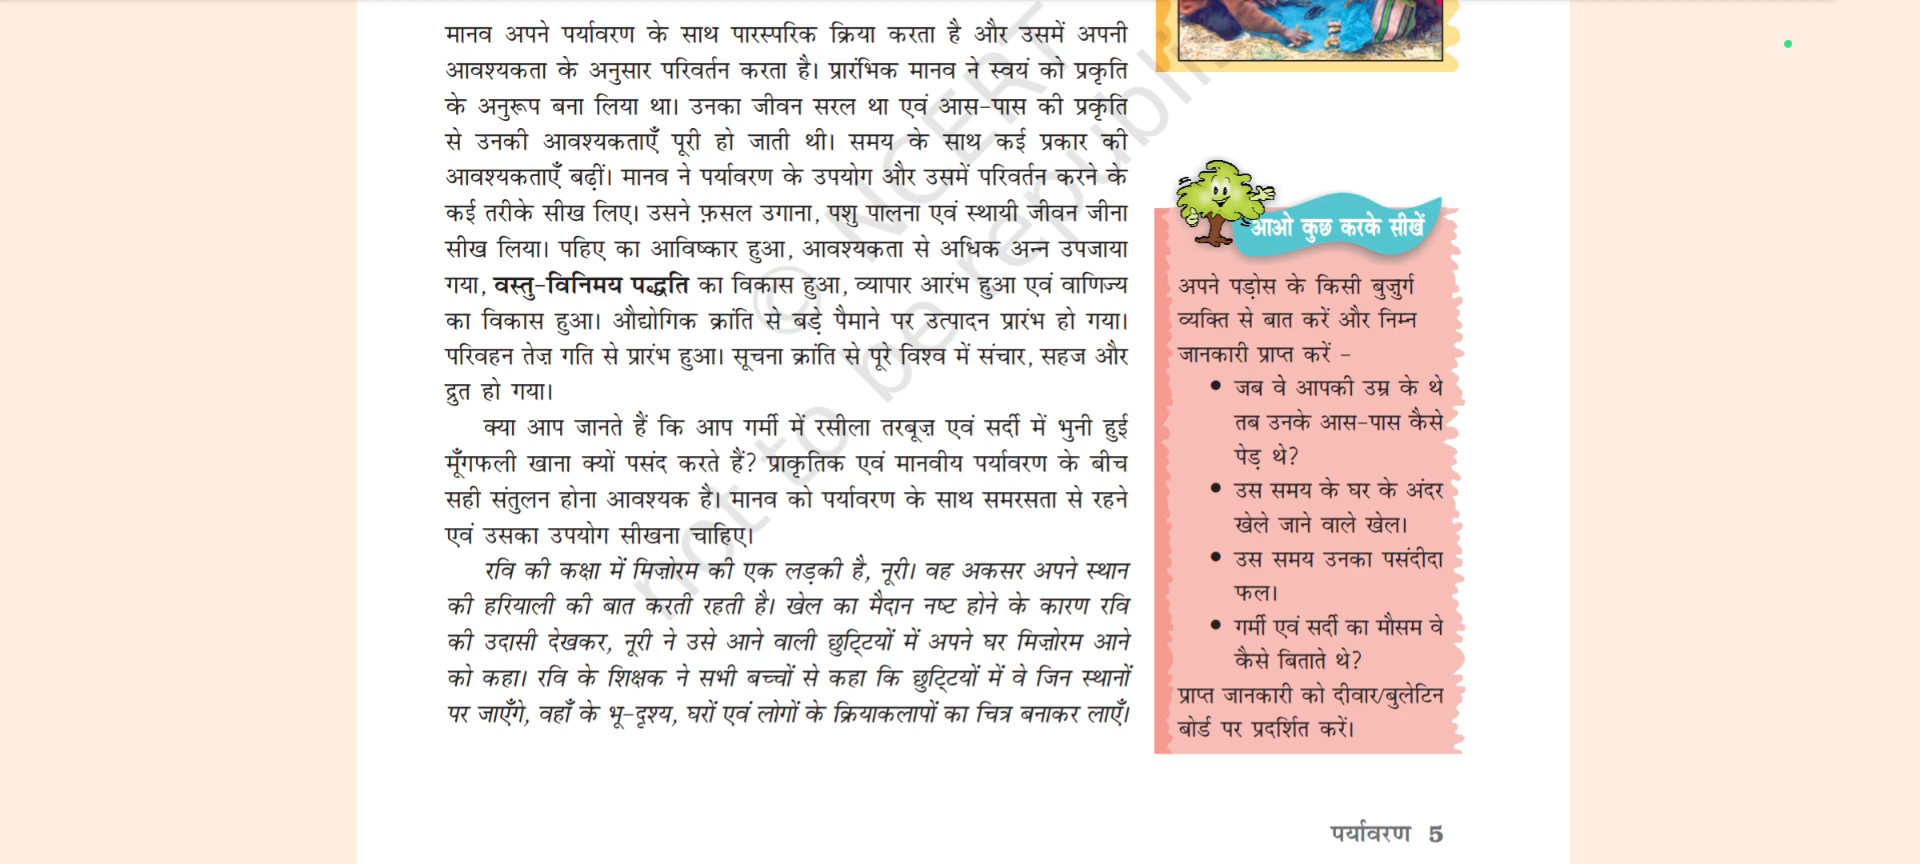 मानव अपने पर्यावरण के साथ पारस्परिक क्रिया करता है और उसमें अपनी
आवश्यकता के अनुसार परिवर्तन करता है। प्रारंभिक मानव ने स्वयं को प्रकृति
के अनुरूप बना लिया था। उनका जीवन सरल था एवं आस-पास की प्रकृति
से उनकी आवश्यकताएँ पूरी हो जाती थी। समय के साथ कई प्रकार की
आवश्यकताएँ बढ़ीं। मानव ने पर्यावरण के उपयोग और उसमें परिवर्तन करने के
कई तरीके सीख लिए। उसने फ़सल उगाना, पशु पालना एवं स्थायी जीवन जीना
सीख लिया। पहिए का आविष्कार हुआ, आवश्यकता से अधिक अन्न उपजाया
गया, वस्तु-विनिमय पद्धति का विकास हुआ, व्यापार आरंभ हुआ एवं वाणिज्य
का विकास हुआ। औद्योगिक क्रांति से बड़े पैमाने पर उत्पादन प्रारंभ हो गया।
परिवहन तेज़ गति से प्रारंभ हुआ। सूचना क्रांति से पूरे विश्व में संचार, सहज और
द्रुत हो गया।
क्या आप जानते हैं कि आप गर्मी में रसीला तरबूज़ एवं सर्दी में भुनी हुई
मूँगफली खाना क्यों पसंद करते हैं? प्राकृतिक एवं मानवीय पर्यावरण के बीच
सही संतुलन होना आवश्यक है। मानव को पर्यावरण के साथ समरसता से रहने
एवं उसका उपयोग सीखना चाहिए।
रवि की कक्षा में मिज़ोरम की एक लड़की है, नूरी। वह अकसर अपने स्थान
की हरियाली की बात करती रहती है। खेल का मैदान नष्ट होने के कारण रवि
की उदासी देखकर, नूरी ने उसे आने वाली छुट्टियों में अपने घर मिज़ोरम आने
को कहा। रवि के शिक्षक ने सभी बच्चों से कहा कि छुट्टियों में वे जिन स्थानों
पर जाएँगे, वहाँ के भू-दृश्य, घरों एवं लोगों के क्रियाकलापों का चित्र बनाकर लाएँ।
आओ कुछ करके सीखें
अपने पड़ोस के किसी बुज़ुर्ग
व्यक्ति से बात करें और निम्न
जानकारी प्राप्त करें –
• जब वे आपकी उम्र के थे
तब उनके आस-पास कैसे
पेड़ थे?
• उस समय के घर के अंदर
खेले जाने वाले खेल।
• उस समय उनका पसंदीदा
फल।
• गर्मी एवं सर्दी का मौसम वे
कैसे बिताते थे?
प्राप्त जानकारी को दीवार/बुलेटिन
बोर्ड पर प्रदर्शित करें।
पर्यावरण 5
© NCERT
not to be republi